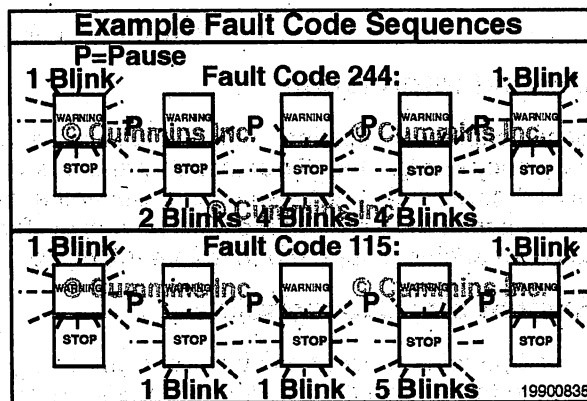 Example Fault Code Sequences
P=Pause
1 Blink Fault Code 244: 1 Blink
WARNING P WARNING P WARNING P WARNING WARNING
© Cummins Inc. © Cummins Inc.
STOP STOP STOP STOP STOP
© Cummins Inc
2 Blinks 4 Blinks 4 Blinks
1 Blink Fault Code 115: 1 Blink
WARNING WARNING WARNING WARNING WARNING
© Cummins Inc © Cummins Inc.
P P P
STOP STOP STOP STOP STOP
1 Blink 1 Blink 5 Blinks